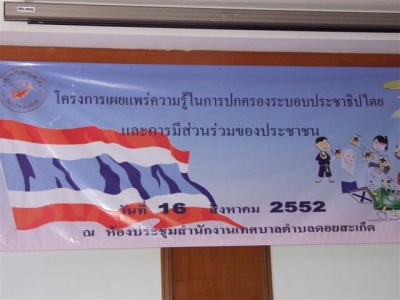 โครงการเผยแพร่ความรู้ในการปกครองระบอบประชาธิปไตย
และการมีส่วนร่วมของประชาชน
วันที่ 16 สิงหาคม 2552
ณ ห้องประชุมสำนักงานเทศบาลตำบลดอยสะเก็ด